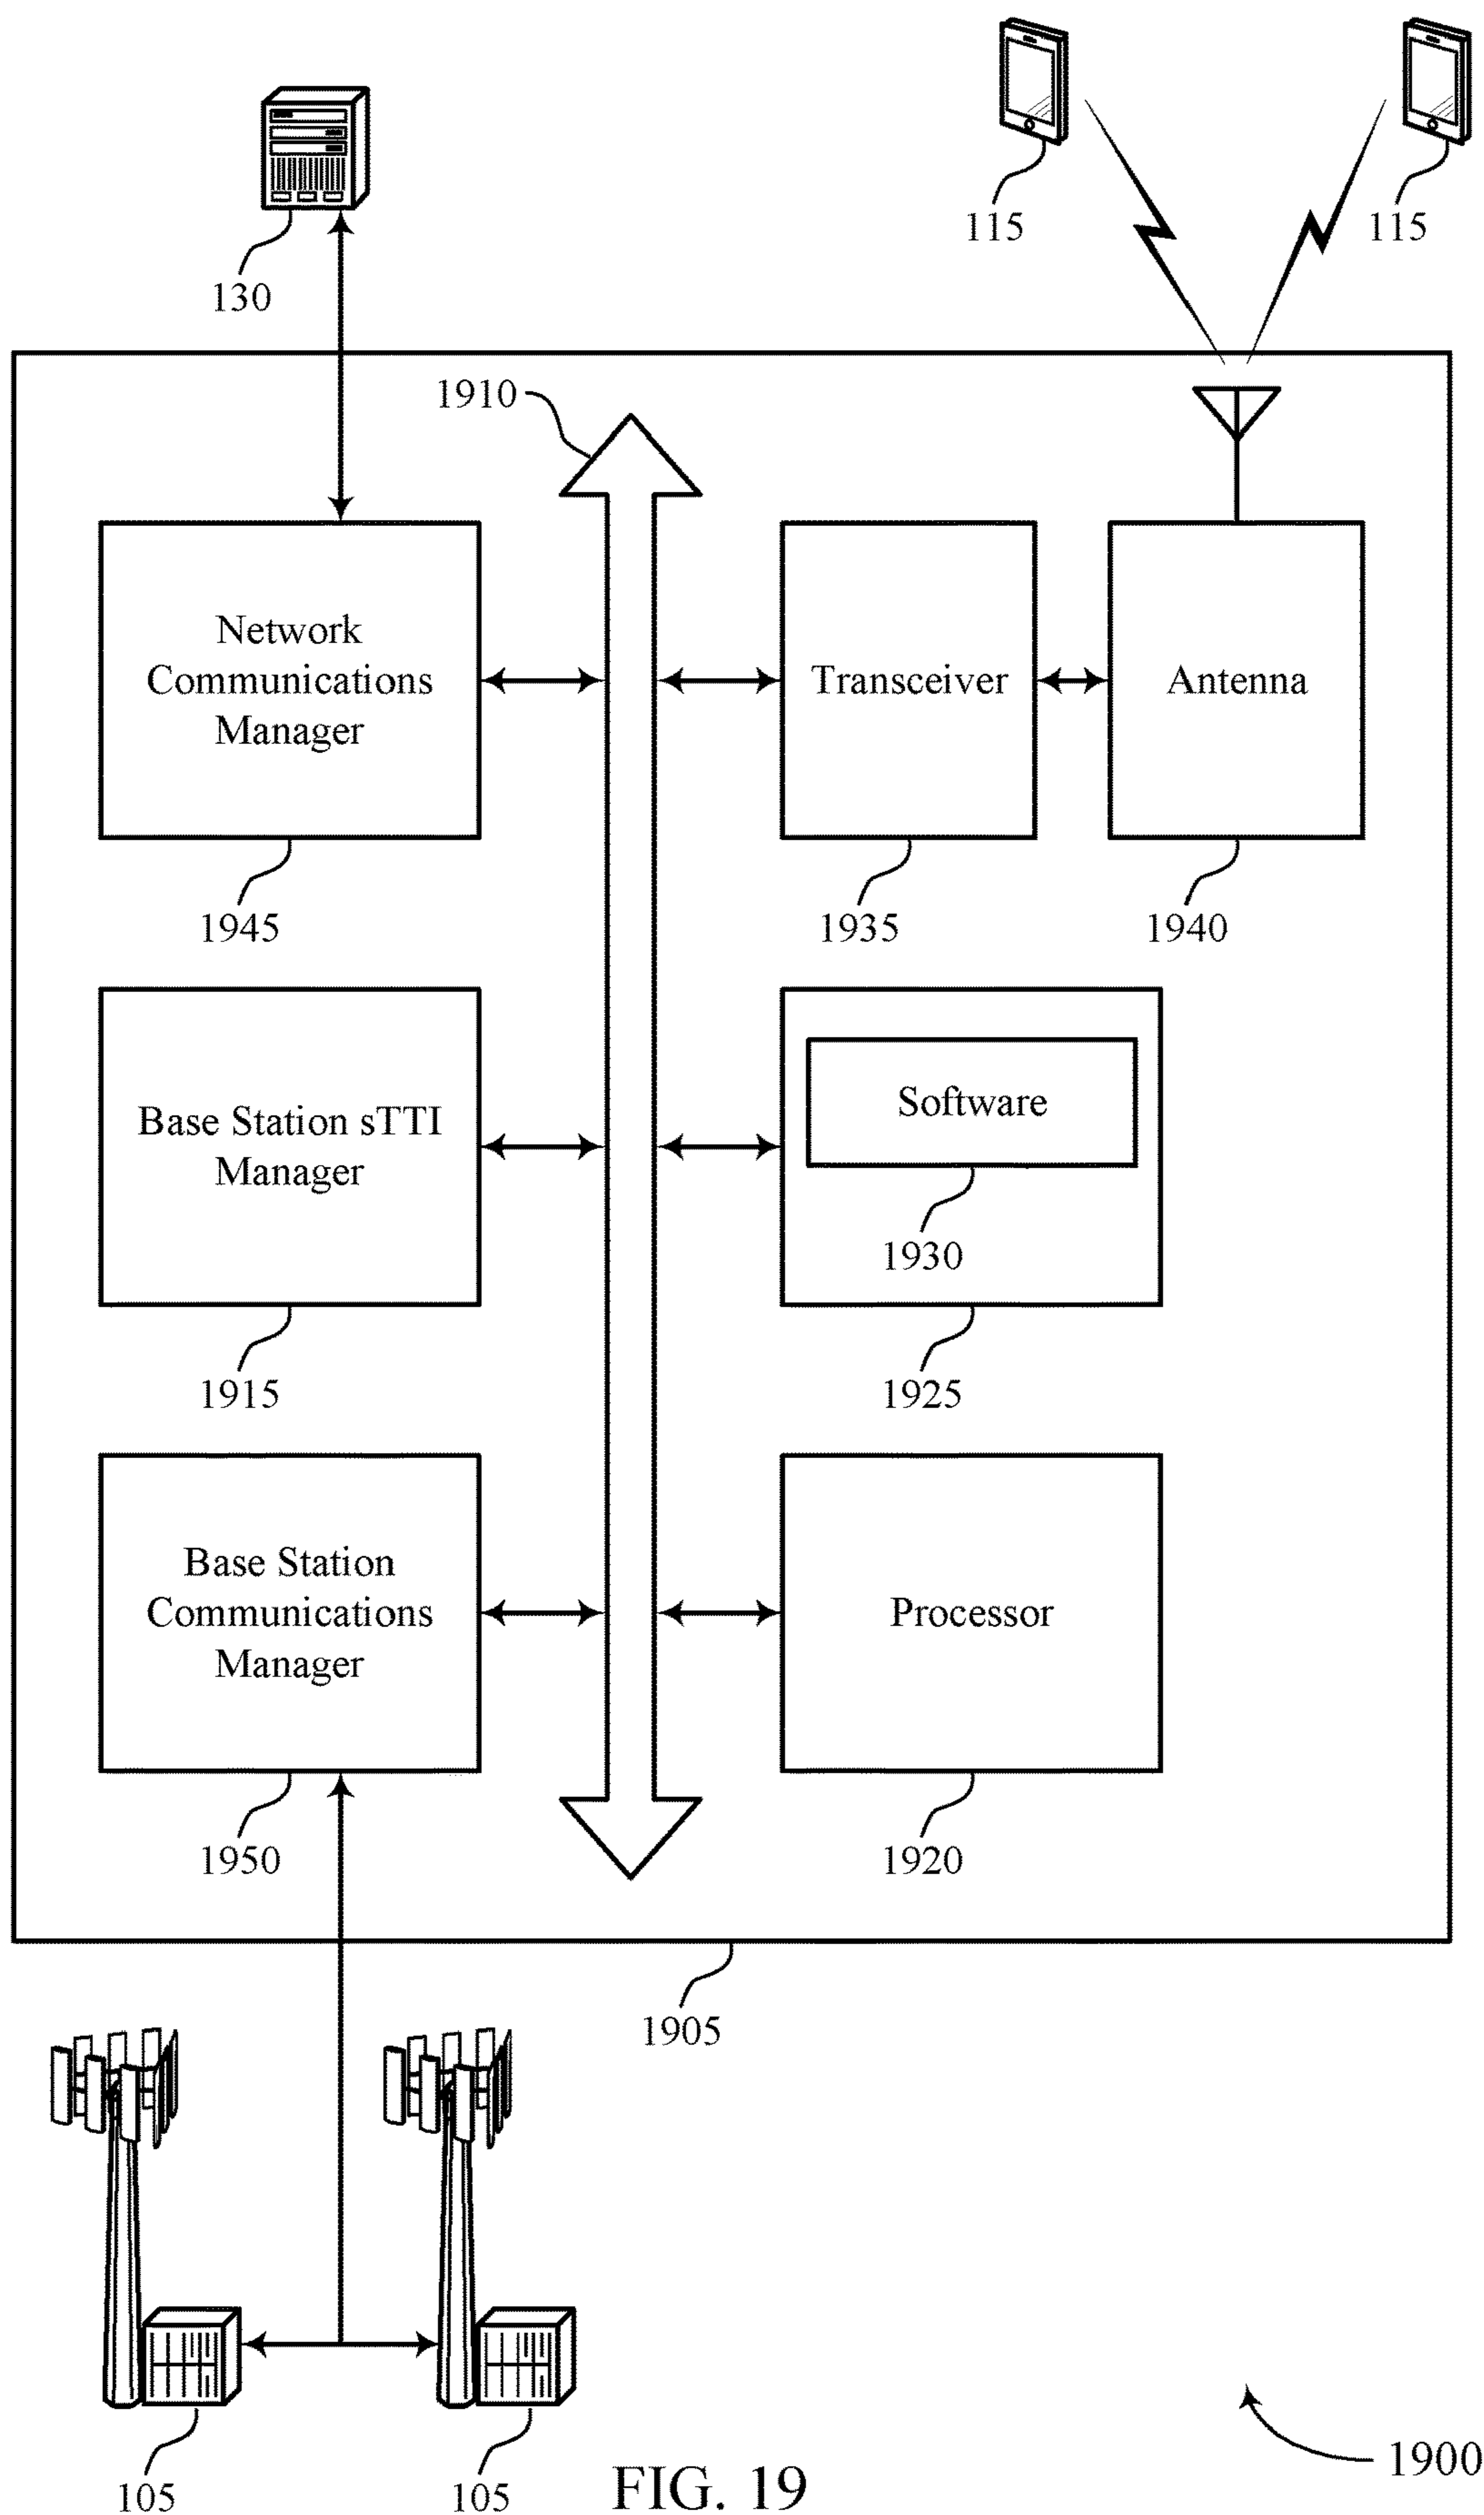 115
115
130
1910
Network
Communications
Manager
Transceiver
Antenna
1945
1935
1940
Base Station sTTI
Manager
Software
1930
1915
1925
Base Station
Communications
Manager
Processor
1950
1920
1905
105
105
FIG. 19
1900